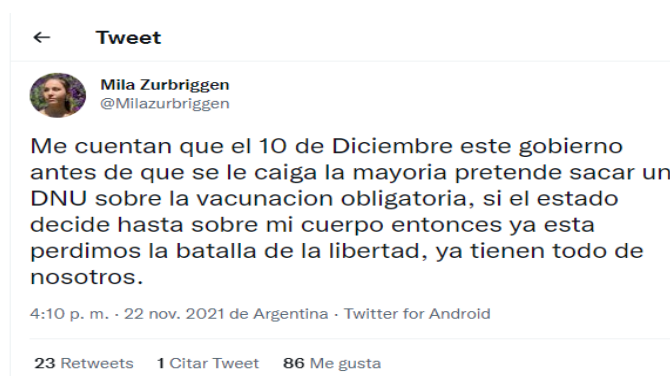 ← Tweet
Mila Zurbriggen
@Milazurbriggen
Me cuentan que el 10 de Diciembre este gobierno
antes de que se le caiga la mayoria pretende sacar un
DNU sobre la vacunacion obligatoria, si el estado
decide hasta sobre mi cuerpo entonces ya esta
perdimos la batalla de la libertad, ya tienen todo de
nosotros.
4:10 p. m. · 22 nov. 2021 de Argentina · Twitter for Android
23 Retweets 1 Citar Tweet 86 Me gusta